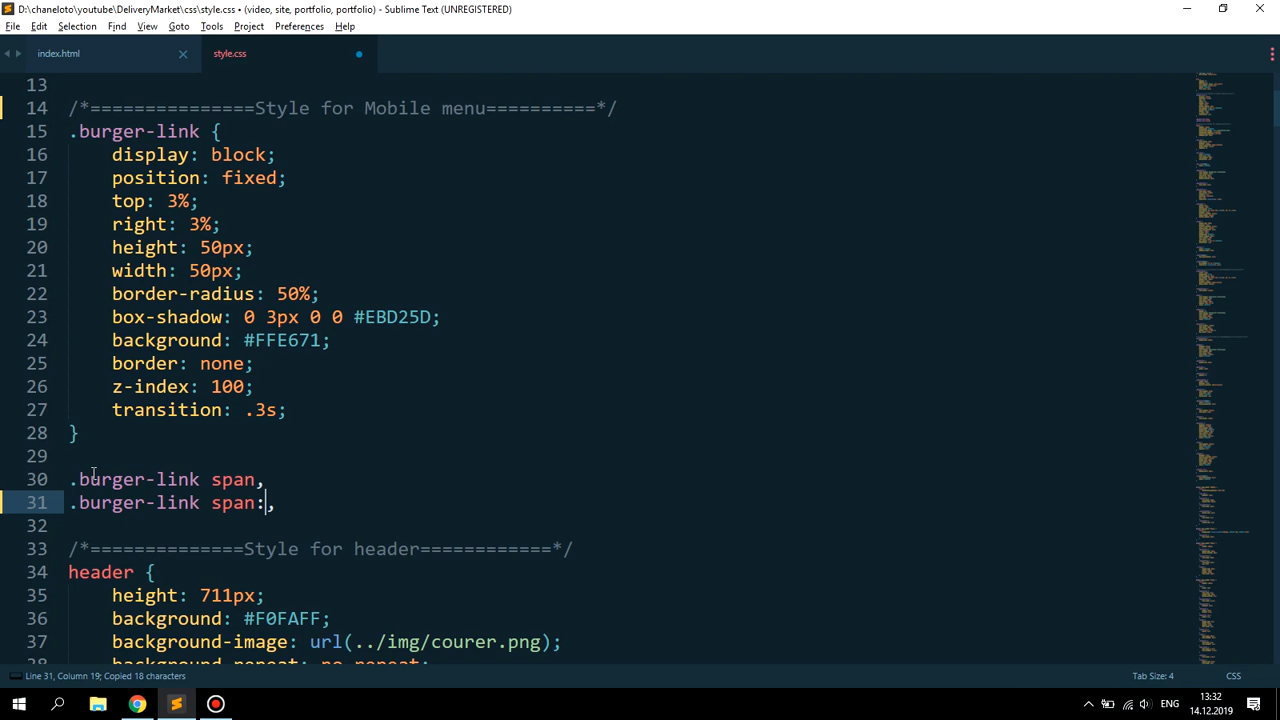 D:\chaneloto\youtube\DeliveryMarket\css\style.css • (video, site, portfolio, portfolio) - Sublime Text (UNREGISTERED)
File Edit Selection Find View Goto Tools Project Preferences Help
index.html style.css
13
14 /*===============Style for Mobile menu==========*/
15 .burger-link {
16 display: block;
17 position: fixed;
18 top: 3%;
19 right: 3%;
20 height: 50px;
21 width: 50px;
22 border-radius: 50%;
23 box-shadow: 0 3px 0 0 #EBD25D;
24 background: #FFE671;
25 border: none;
26 z-index: 100;
27 transition: .3s;
28 }
29
30 .burger-link span,
31 .burger-link span:,
32
33 /*==============Style for header============*/
34 header {
35 height: 711px;
36 background: #F0FAFF;
37 background-image: url(../img/courer.png);
38 background-repeat: no-repeat;
Line 31, Column 19; Copied 18 characters Tab Size: 4 CSS
ENG 13:32
14.12.2019